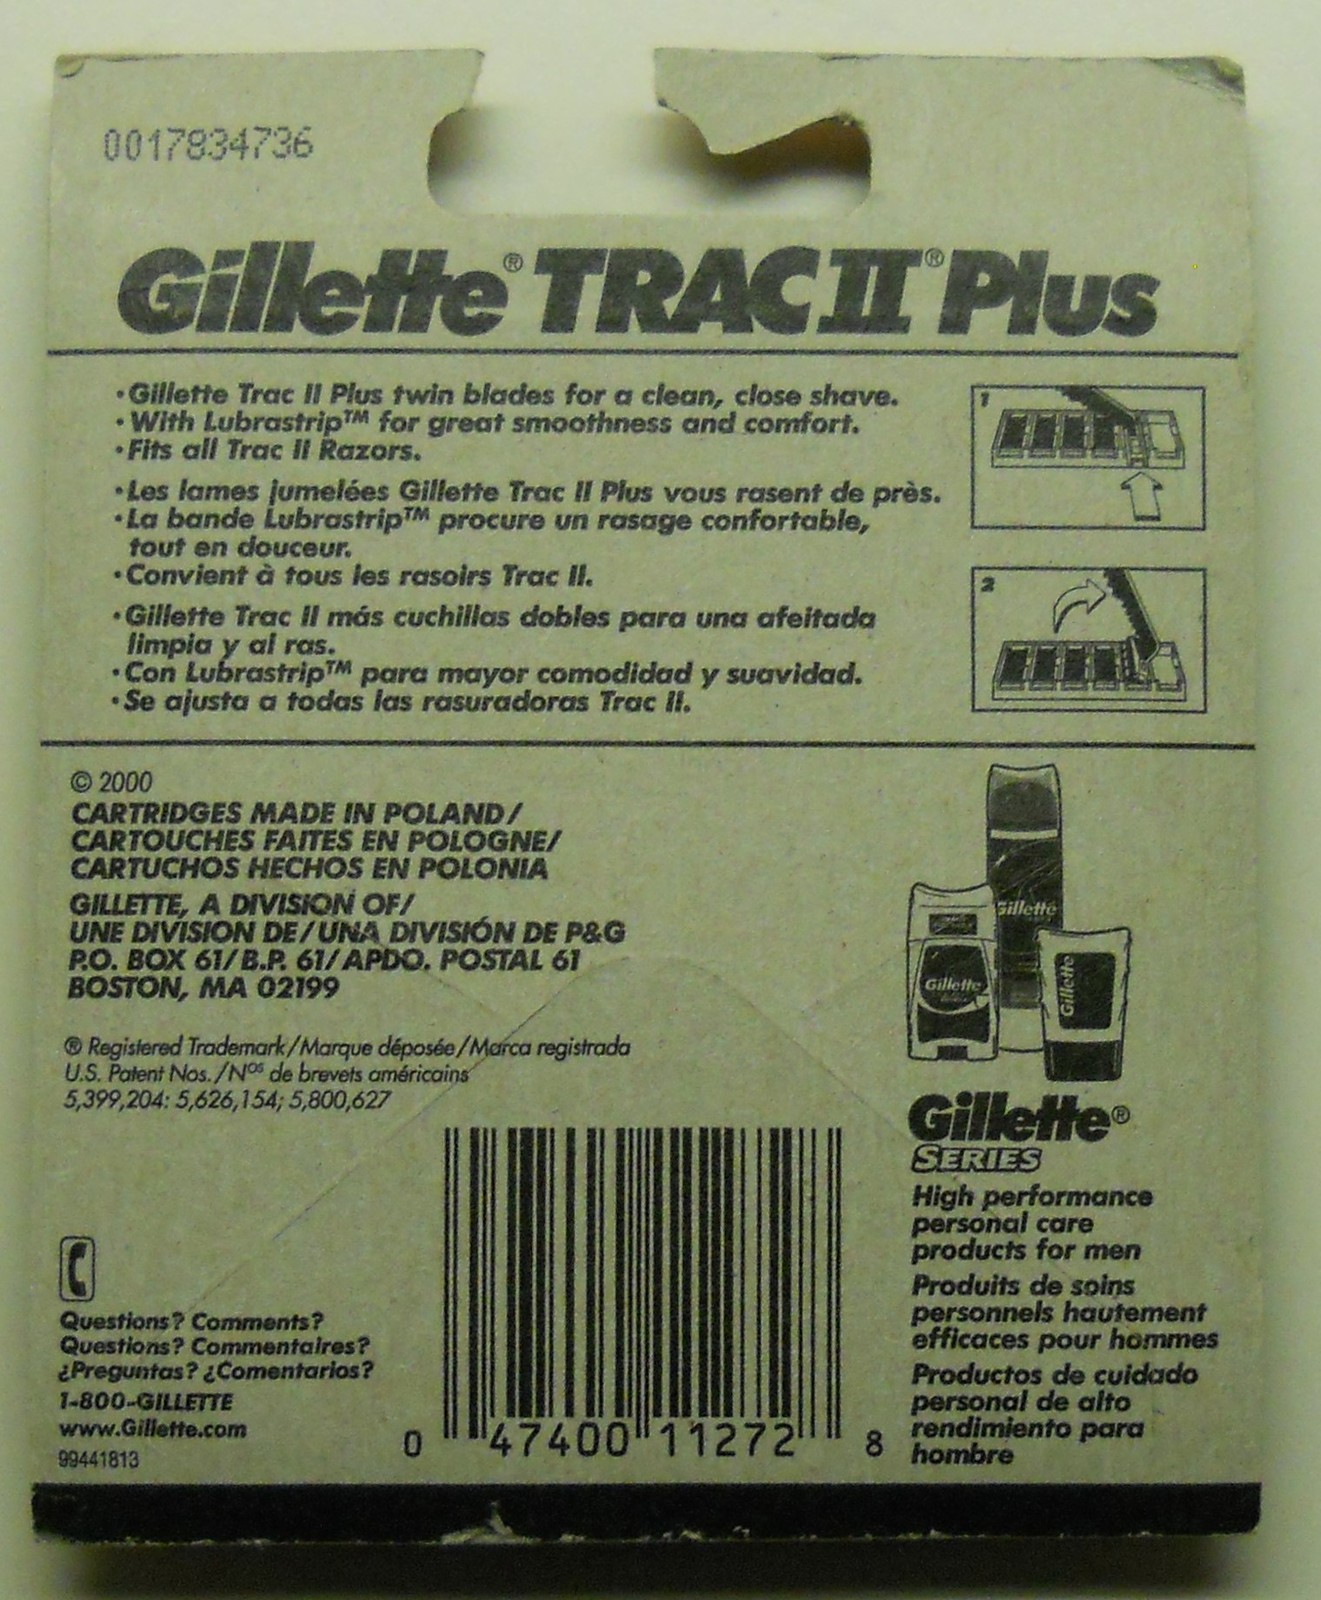 0017834736
Gillette® TRAC II® Plus
•Gillette Trac II Plus twin blades for a clean, close shave.
•With Lubrastrip™ for great smoothness and comfort.
•Fits all Trac II Razors.
•Les lames jumelées Gillette Trac II Plus vous rasent de près.
•La bande Lubrastrip™ procure un rasage confortable,
tout en douceur.
•Convient à tous les rasoirs Trac II.
•Gillette Trac II más cuchillas dobles para una afeitada
limpia y al ras.
•Con Lubrastrip™ para mayor comodidad y suavidad.
•Se ajusta a todas las rasuradoras Trac II.
1
2
© 2000
CARTRIDGES MADE IN POLAND/
CARTOUCHES FAITES EN POLOGNE/
CARTUCHOS HECHOS EN POLONIA
GILLETTE, A DIVISION OF/
UNE DIVISION DE/UNA DIVISIÓN DE P&G
P.O. BOX 61/B.P. 61/APDO. POSTAL 61
BOSTON, MA 02199
® Registered Trademark/Marque déposée/Marca registrada
U.S. Patent Nos./Nos de brevets américains
5,399,204: 5,626,154; 5,800,627
Questions? Comments?
Questions? Commentaires?
¿Preguntas? ¿Comentarios?
1-800-GILLETTE
www.Gillette.com
99441813
0 47400 11272 8
Gillette
Gillette
Gillette
Gillette®
SERIES
High performance
personal care
products for men
Produits de soins
personnels hautement
efficaces pour hommes
Productos de cuidado
personal de alto
rendimiento para
hombre